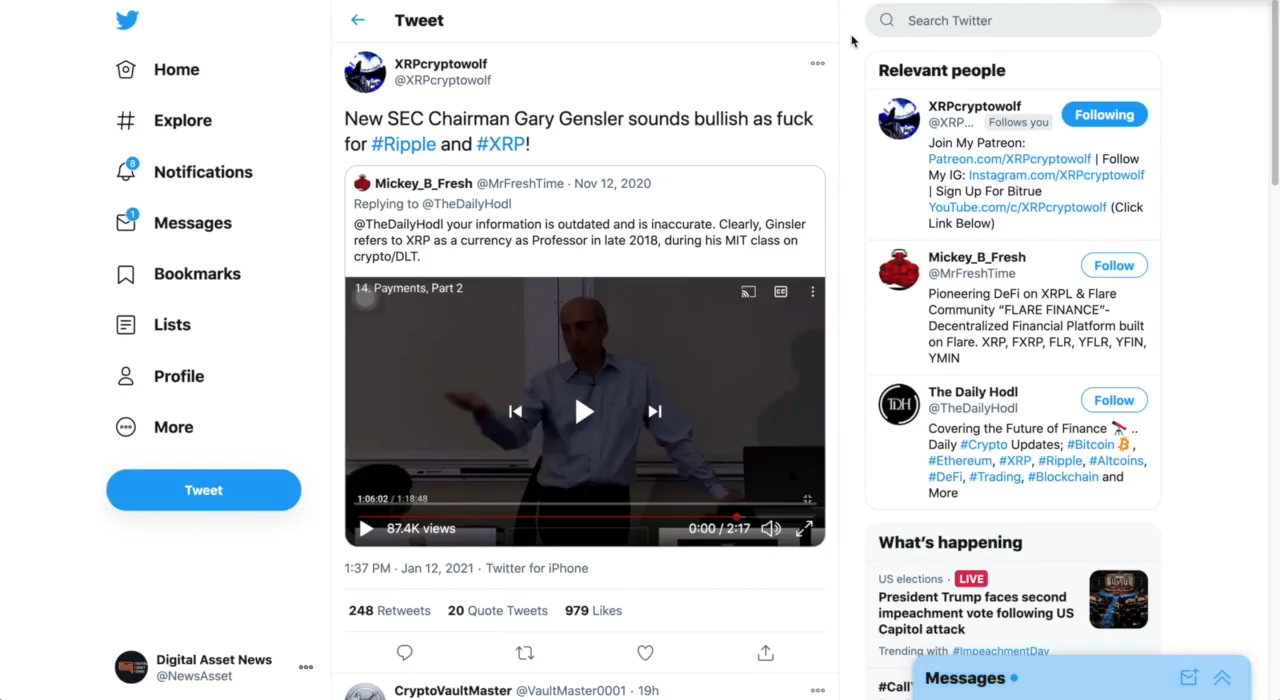 Home
Explore
8
Notifications
1
Messages
Bookmarks
Lists
Profile
More
Tweet
Digital Asset News
@NewsAsset
Tweet
XRPcryptowolf
@XRPcryptowolf
New SEC Chairman Gary Gensler sounds bullish as fuck
for #Ripple and #XRP!
Mickey_B_Fresh @MrFreshTime · Nov 12, 2020
Replying to @TheDailyHodl
@TheDailyHodl your information is outdated and is inaccurate. Clearly, Ginsler
refers to XRP as a currency as Professor in late 2018, during his MIT class on
crypto/DLT.
14. Payments, Part 2
CC
1:06:02 / 1:18:48
87.4K views
0:00 / 2:17
1:37 PM · Jan 12, 2021 · Twitter for iPhone
248 Retweets 20 Quote Tweets 979 Likes
CryptoVaultMaster @VaultMaster0001 · 19h
Search Twitter
Relevant people
XRPcryptowolf
@XRP... Follows you
Following
Join My Patreon:
Patreon.com/XRPcryptowolf | Follow
My IG: Instagram.com/XRPcryptowolf
| Sign Up For Bitrue
YouTube.com/c/XRPcryptowolf (Click
Link Below)
Mickey_B_Fresh
@MrFreshTime
Follow
Pioneering DeFi on XRPL & Flare
Community “FLARE FINANCE”-
Decentralized Financial Platform built
on Flare. XRP, FXRP, FLR, YFLR, YFIN,
YMIN
TDH
The Daily Hodl
@TheDailyHodl
Follow
Covering the Future of Finance 🔭 ..
Daily #Crypto Updates; #Bitcoin ₿,
#Ethereum, #XRP, #Ripple, #Altcoins,
#DeFi, #Trading, #Blockchain and
More
What’s happening
US elections · LIVE
President Trump faces second
impeachment vote following US
Capitol attack
Trending with #ImpeachmentDay
Messages